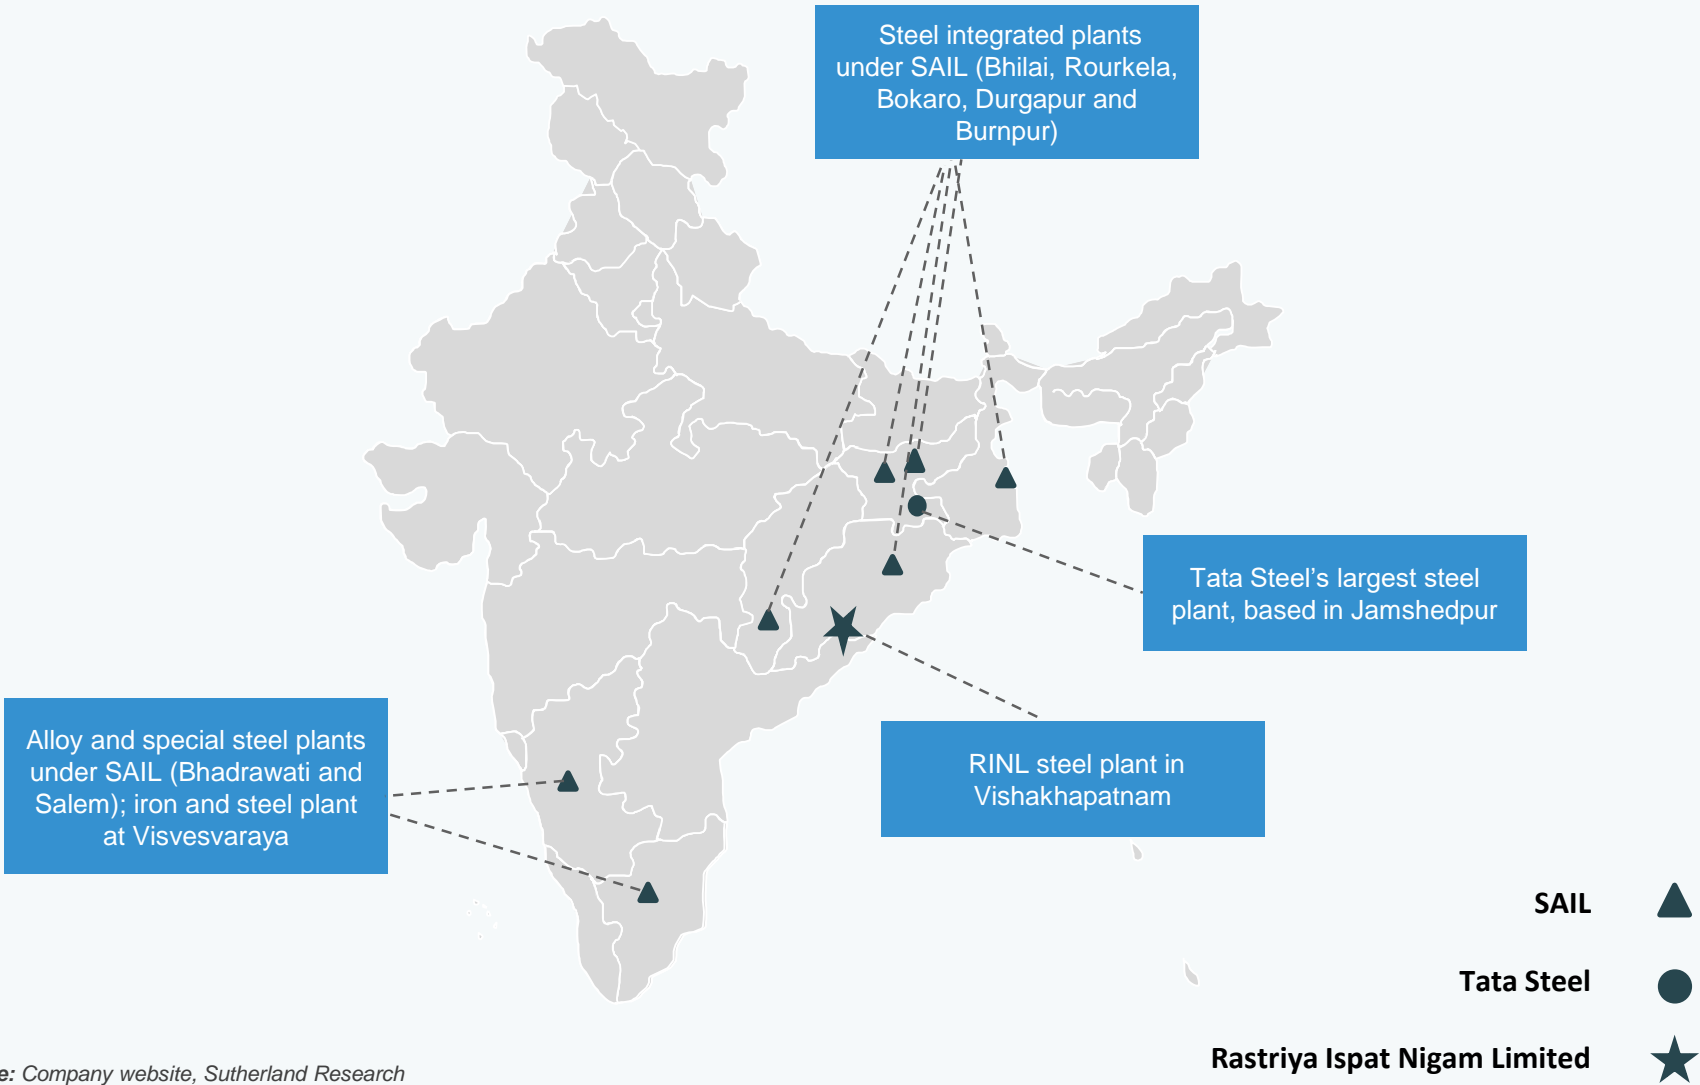 Steel integrated plants
under SAIL (Bhilai, Rourkela,
Bokaro, Durgapur and
Burnpur)
Tata Steel’s largest steel
plant, based in Jamshedpur
Alloy and special steel plants
under SAIL (Bhadrawati and
Salem); iron and steel plant
at Visvesvaraya
RINL steel plant in
Vishakhapatnam
SAIL
Tata Steel
Rastriya Ispat Nigam Limited
e: Company website, Sutherland Research